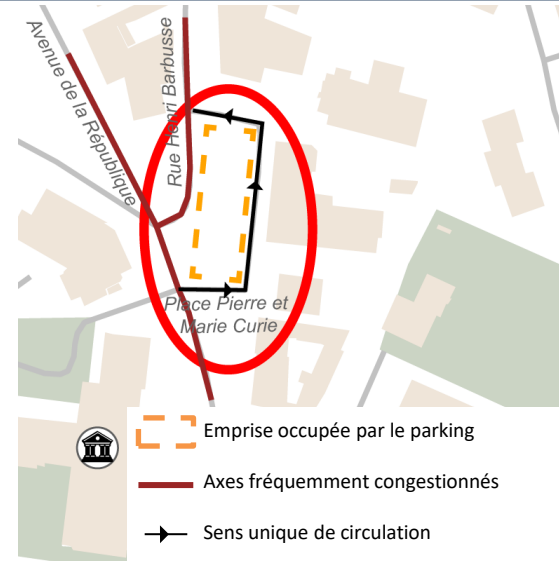 Avenue de la République
Rue Henri Barbusse
Place Pierre et
Marie Curie
Emprise occupée par le parking
Axes fréquemment congestionnés
Sens unique de circulation